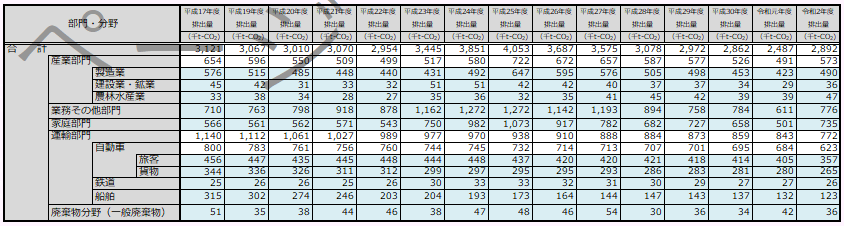 部門・分野 平成17年度 平成19年度 平成20年度 平成21年度 平成22年度 平成23年度 平成24年度 平成25年度 平成26年度 平成27年度 平成28年度 平成29年度 平成30年度 令和元年度 令和2年度
排出量 排出量 排出量 排出量 排出量 排出量 排出量 排出量 排出量 排出量 排出量 排出量 排出量 排出量 排出量
(千t-CO₂) (千t-CO₂) (千t-CO₂) (千t-CO₂) (千t-CO₂) (千t-CO₂) (千t-CO₂) (千t-CO₂) (千t-CO₂) (千t-CO₂) (千t-CO₂) (千t-CO₂) (千t-CO₂) (千t-CO₂) (千t-CO₂)
合 計 3,121 3,067 3,010 3,070 2,954 3,445 3,851 4,053 3,687 3,575 3,078 2,972 2,862 2,487 2,892
産業部門 654 596 550 509 499 517 580 722 672 657 587 577 526 491 573
製造業 576 515 485 448 440 431 492 647 595 576 505 498 453 423 490
建設業・鉱業 45 42 31 33 32 51 51 42 42 40 37 37 34 29 36
農林水産業 33 38 34 28 27 35 36 32 35 41 45 42 39 39 47
業務その他部門 710 763 798 918 878 1,162 1,272 1,272 1,142 1,193 894 758 784 611 776
家庭部門 566 561 562 571 543 750 982 1,073 917 782 682 727 658 501 735
運輸部門 1,140 1,112 1,061 1,027 989 977 970 938 910 888 884 873 859 843 772
自動車 800 783 761 756 760 744 745 732 714 713 707 701 695 684 623
旅客 456 447 435 445 448 444 448 437 420 420 421 418 414 405 357
貨物 344 336 326 311 312 299 297 295 295 293 286 283 281 280 265
鉄道 25 26 26 25 26 30 33 33 32 31 30 29 27 27 26
船舶 315 302 274 246 203 204 193 173 164 144 147 143 137 132 123
廃棄物分野（一般廃棄物） 51 35 38 44 46 38 47 48 46 54 30 36 34 42 36